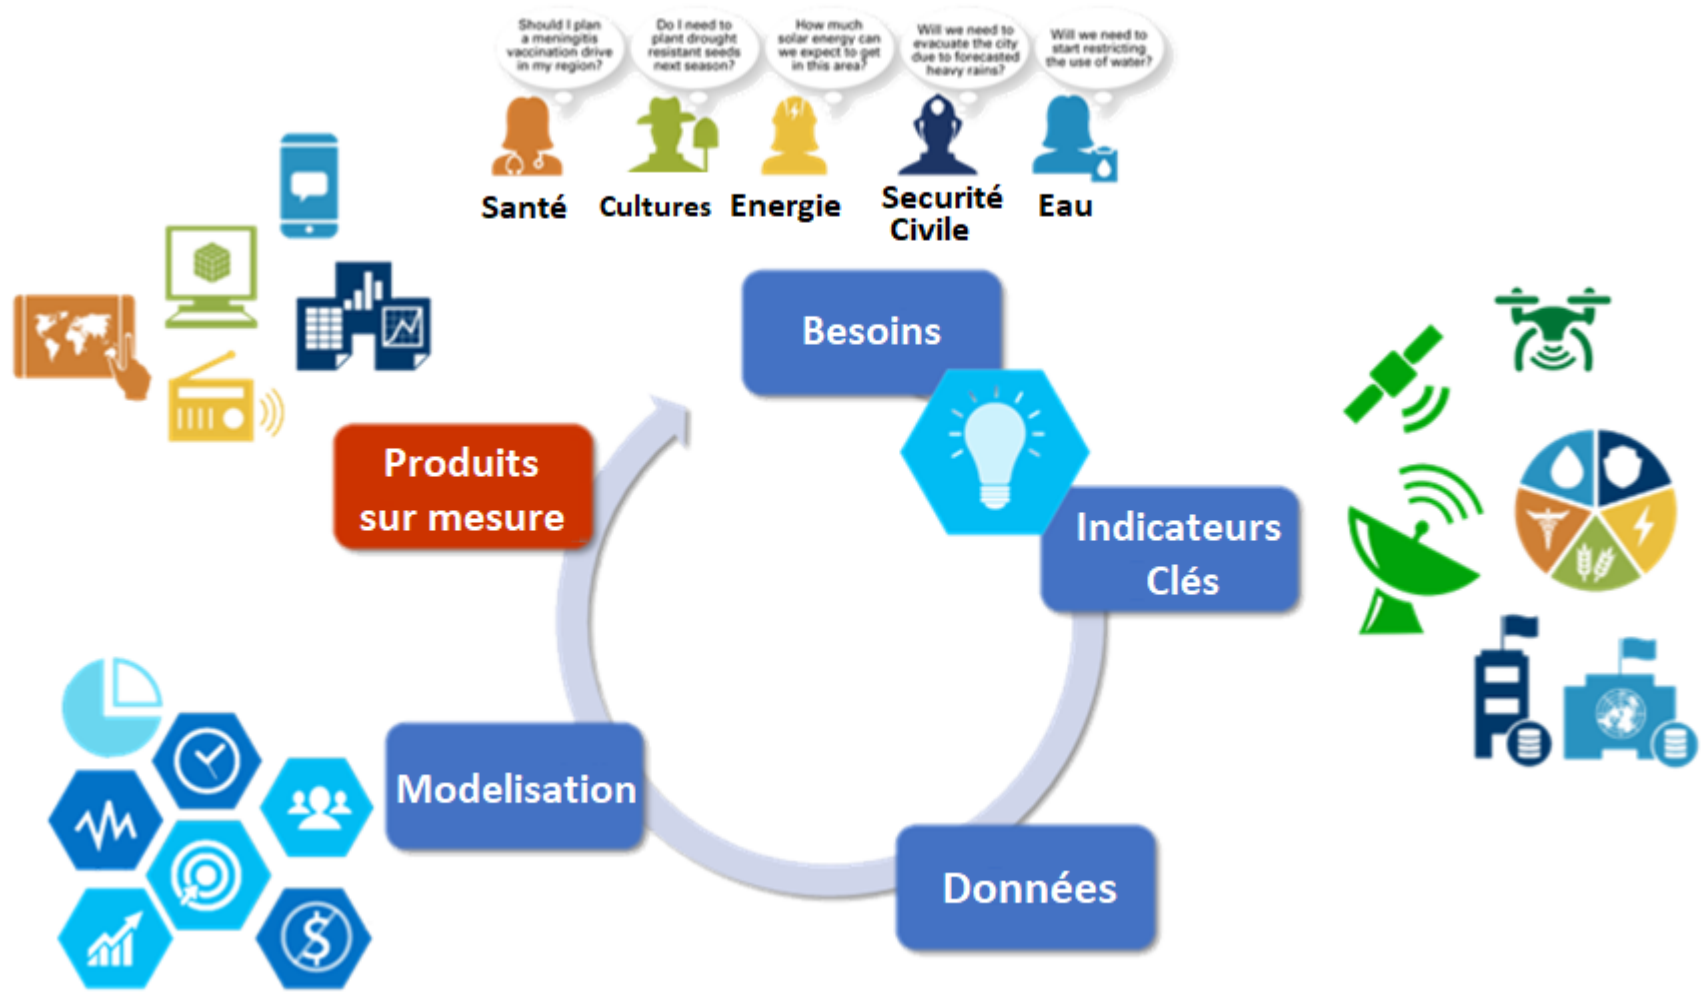 Should I plan
a meningitis
vaccination drive
in my region?
Do I need to
plant drought
resistant seeds
next season?
How much
solar energy can
we expect to get
in this area?
Will we need to
evacuate the city
due to forecasted
heavy rains?
Will we need to
start restricting
the use of water?
Santé
Cultures
Energie
Securité
Civile
Eau
Besoins
Indicateurs
Clés
Données
Modelisation
Produits
sur mesure